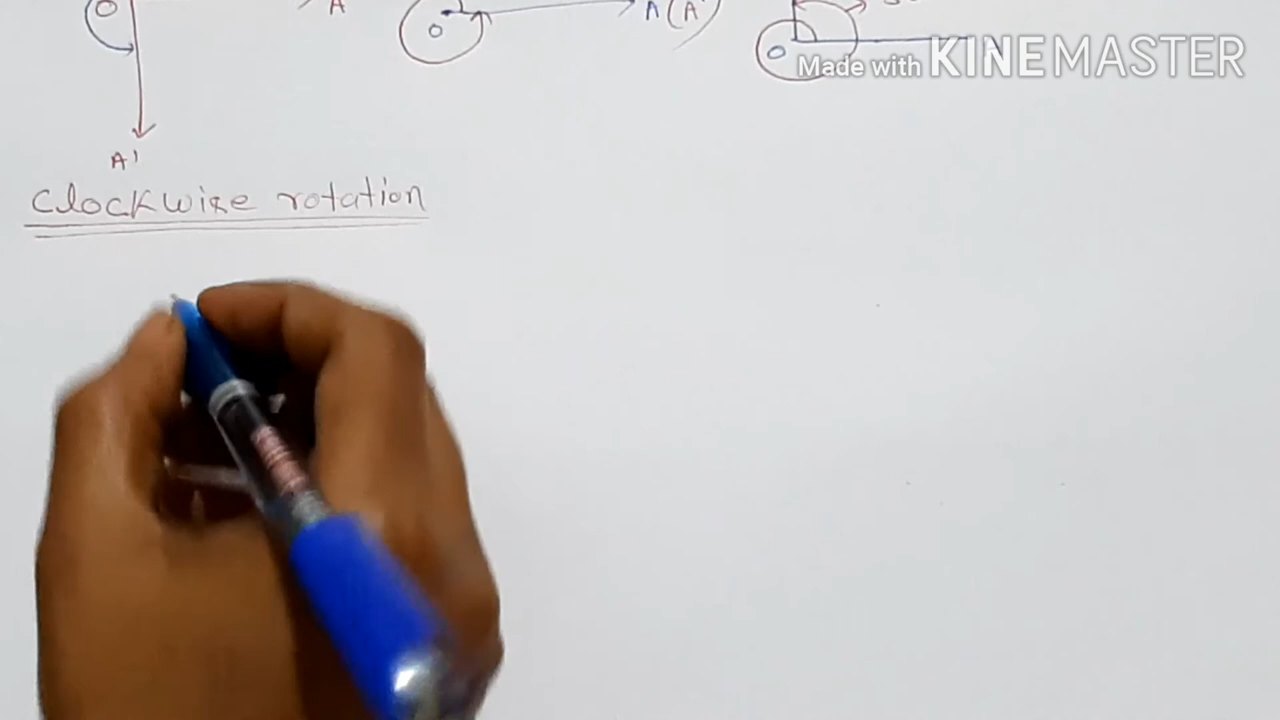 O A O A(A' O
Made with KINEMASTER
A'
Clockwise rotation